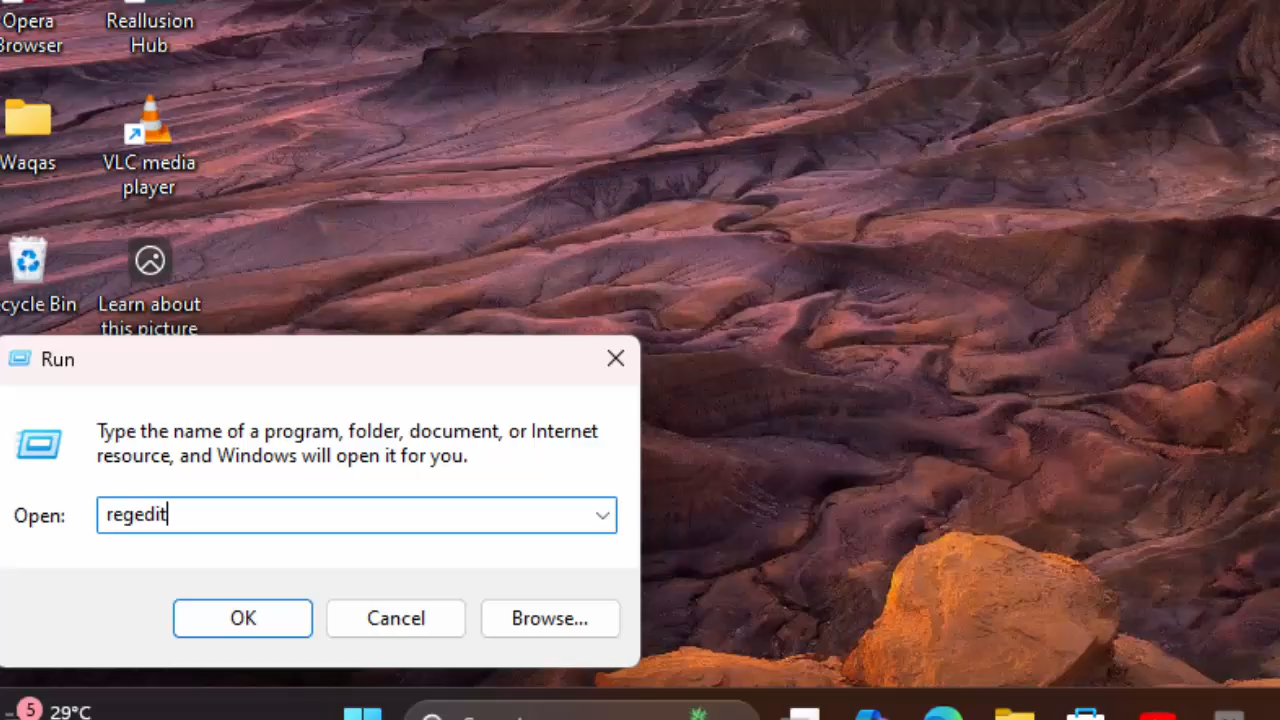 Opera
Browser
Reallusion
Hub
Waqas
VLC media
player
cycle Bin
Learn about
this picture
Run
Type the name of a program, folder, document, or Internet
resource, and Windows will open it for you.
Open:
regedit
OK
Cancel
Browse...
5
29°C